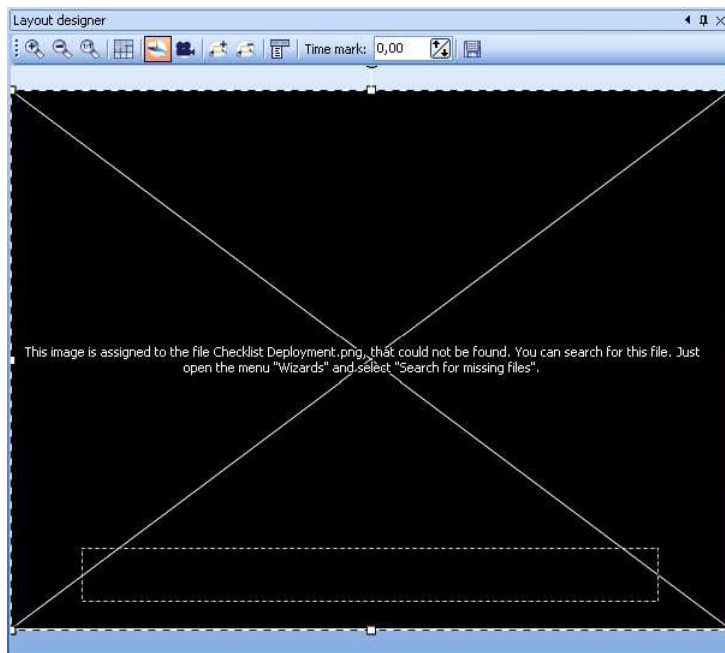 Layout designer
Time mark: 0,00
This image is assigned to the file Checklist Deployment.png, that could not be found. You can search for this file. Just
open the menu "Wizards" and select "Search for missing files".